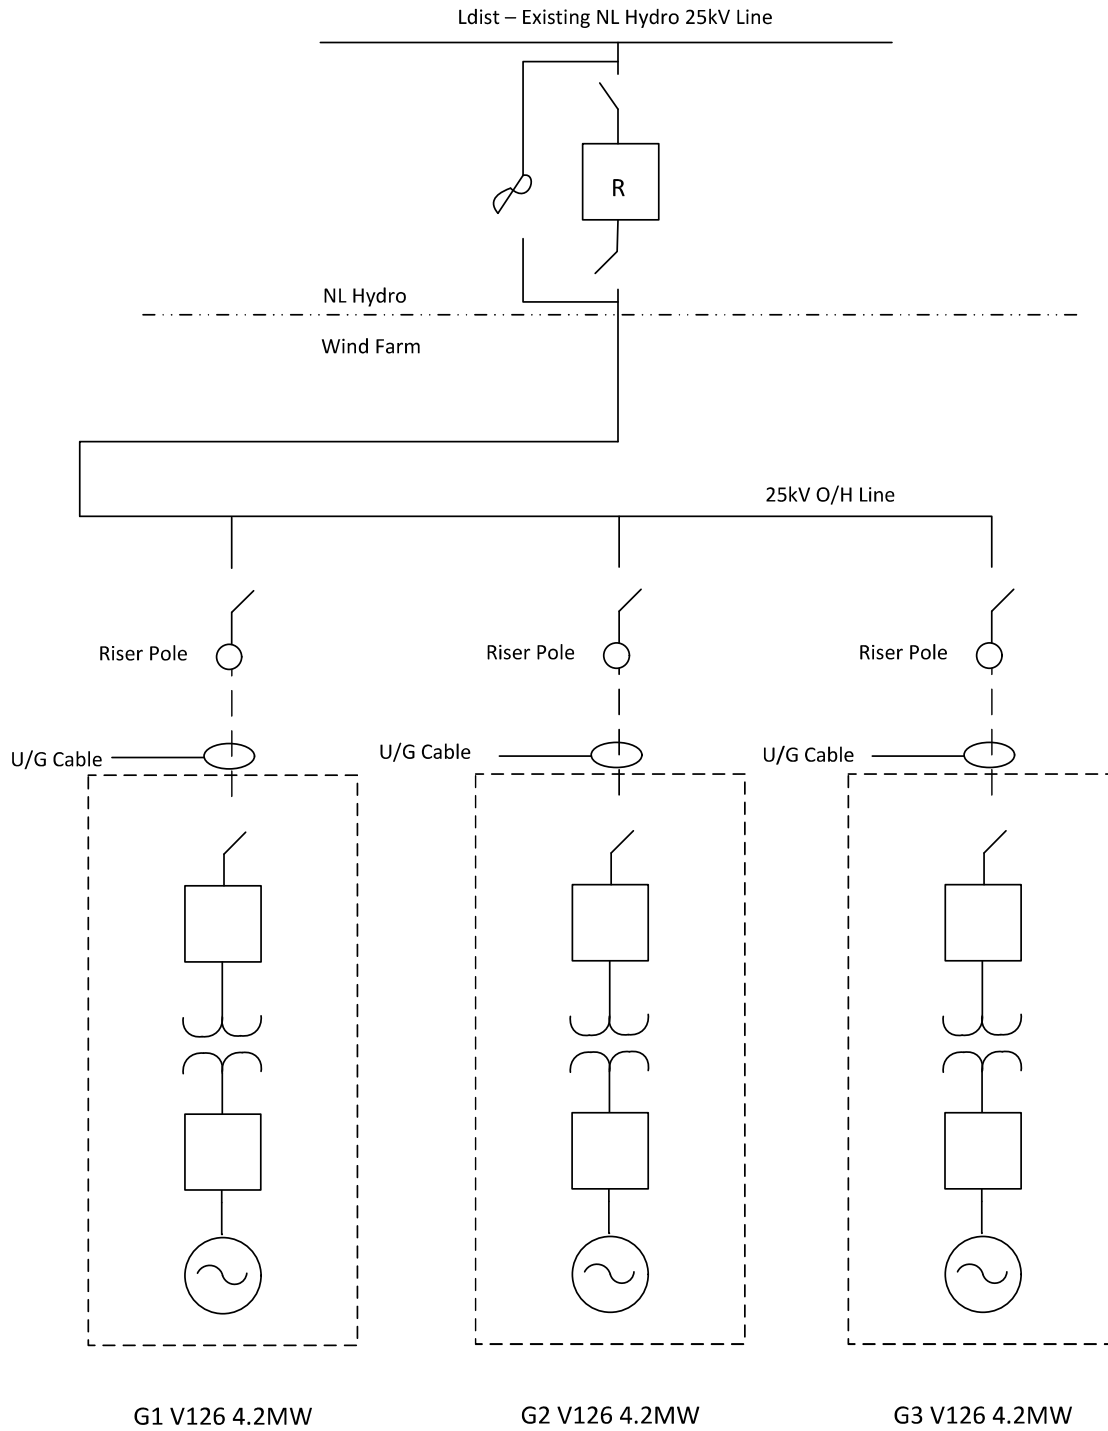 Ldist – Existing NL Hydro 25kV Line
R
NL Hydro
Wind Farm
25kV O/H Line
Riser Pole
Riser Pole
Riser Pole
U/G Cable
U/G Cable
U/G Cable
G1 V126 4.2MW
G2 V126 4.2MW
G3 V126 4.2MW